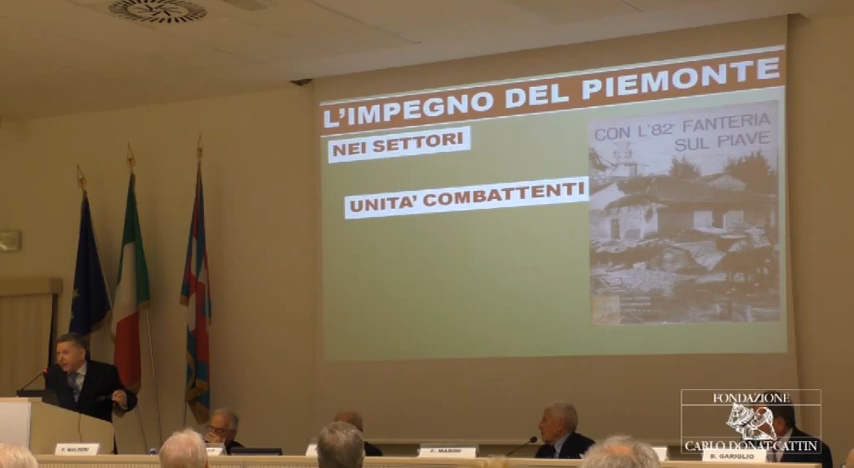 L'IMPEGNO DEL PIEMONTE
NEI SETTORI
UNITA' COMBATTENTI
CON L'82° FANTERIA
SUL PIAVE
FONDAZIONE
CARLO DONAT-CATTIN
B. GARIGLIO